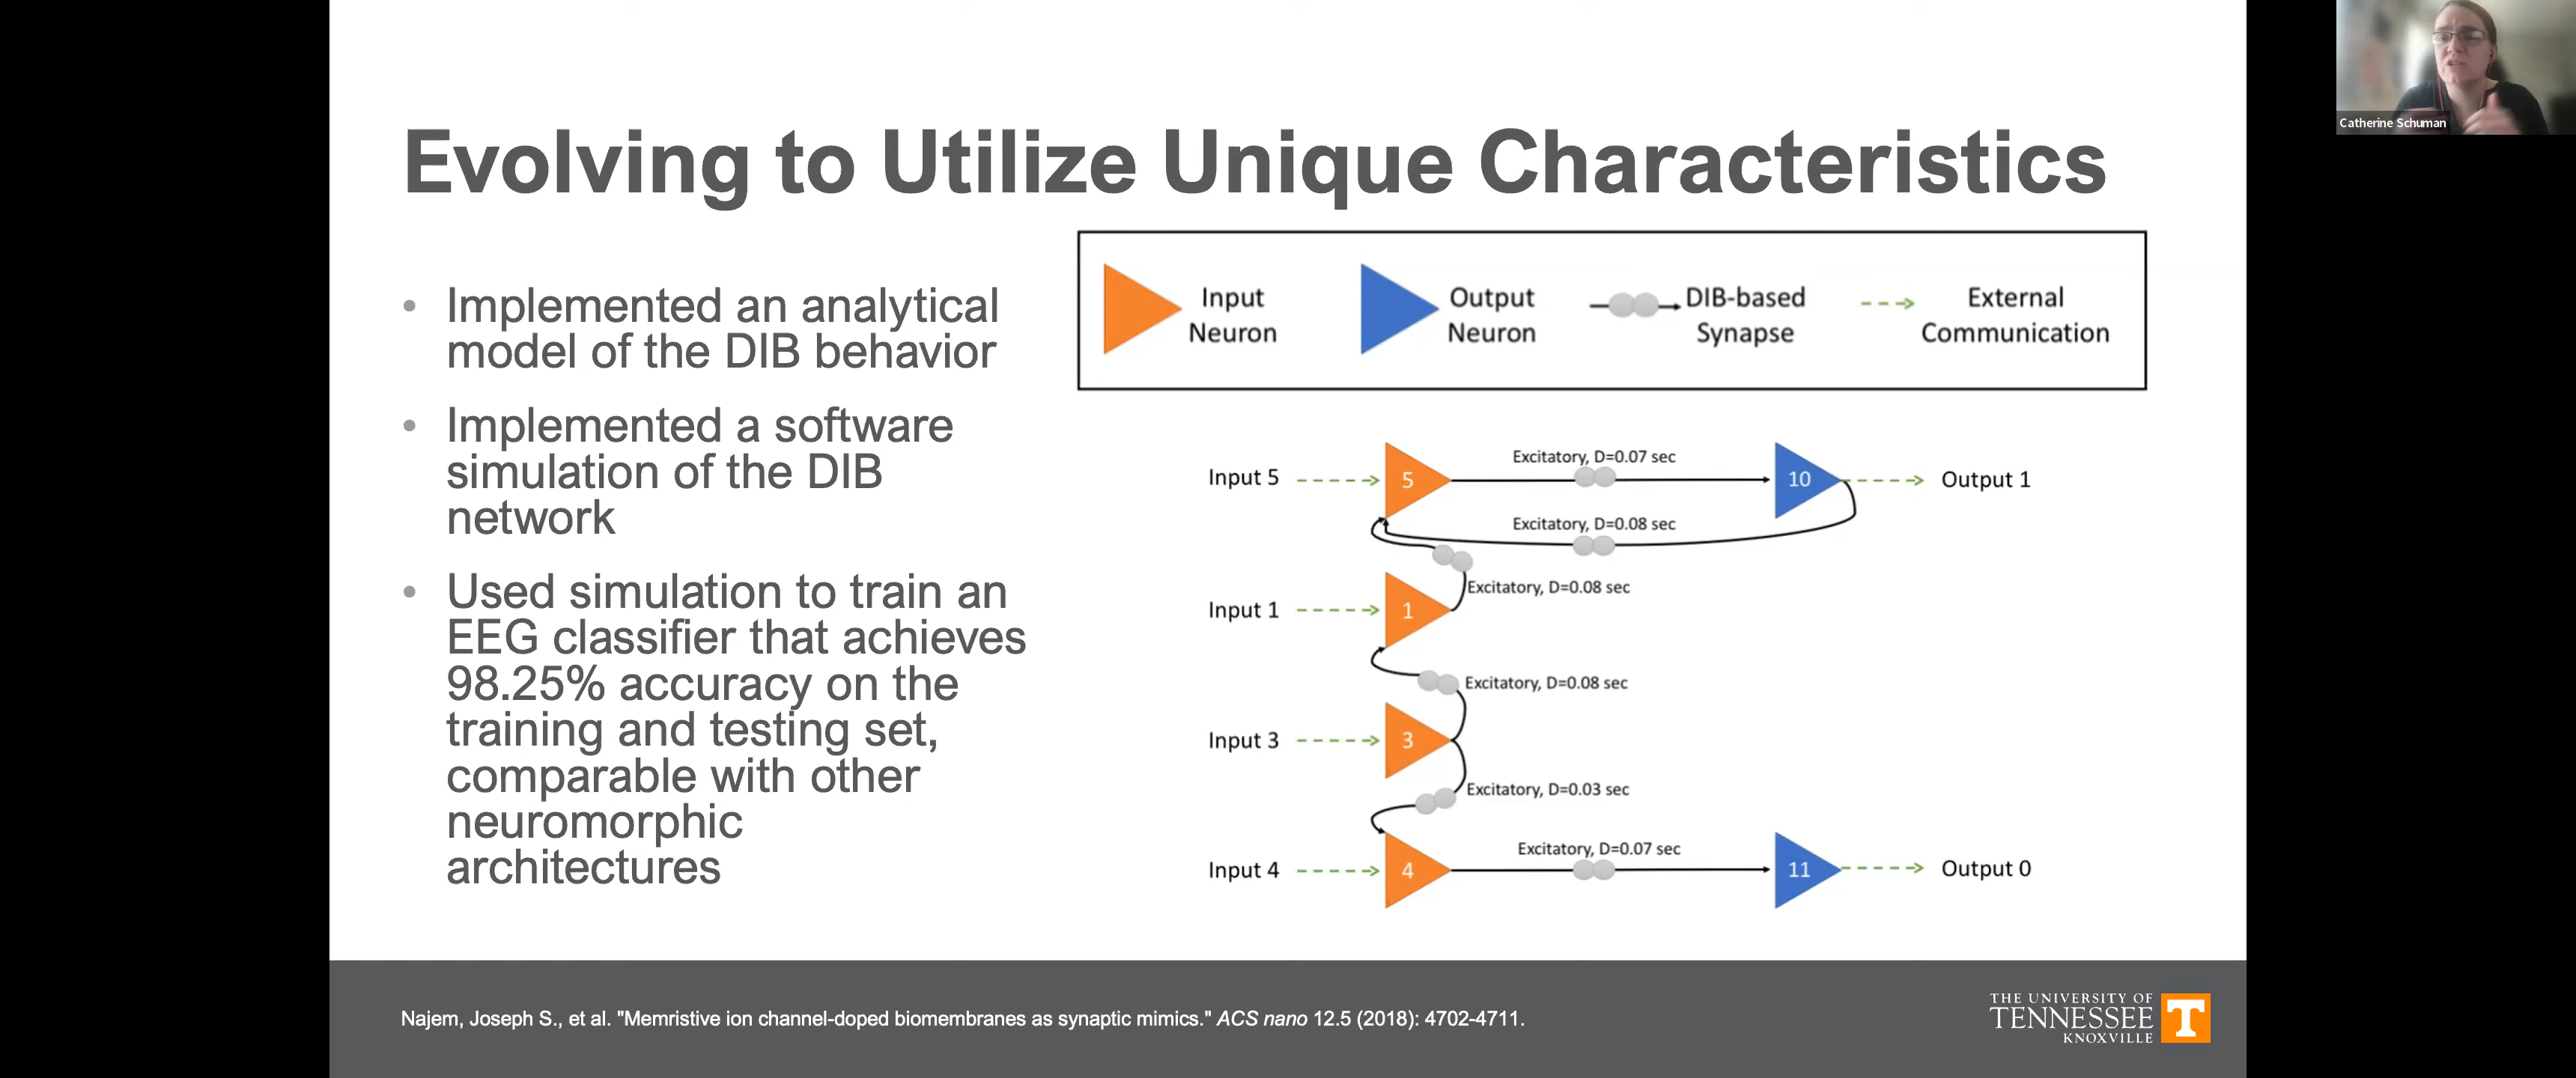 Catherine Schuman
Evolving to Utilize Unique Characteristics
• Implemented an analytical
model of the DIB behavior
• Implemented a software
simulation of the DIB
network
• Used simulation to train an
EEG classifier that achieves
98.25% accuracy on the
training and testing set,
comparable with other
neuromorphic
architectures
Input
Neuron
Output
Neuron
DIB-based
Synapse
External
Communication
Input 5
5
Excitatory, D=0.07 sec
10
Output 1
Excitatory, D=0.08 sec
Excitatory, D=0.08 sec
Input 1
1
Excitatory, D=0.08 sec
Input 3
3
Excitatory, D=0.03 sec
Input 4
4
Excitatory, D=0.07 sec
11
Output 0
Najem, Joseph S., et al. "Memristive ion channel-doped biomembranes as synaptic mimics." ACS nano 12.5 (2018): 4702-4711.
THE UNIVERSITY OF
TENNESSEE
KNOXVILLE
T